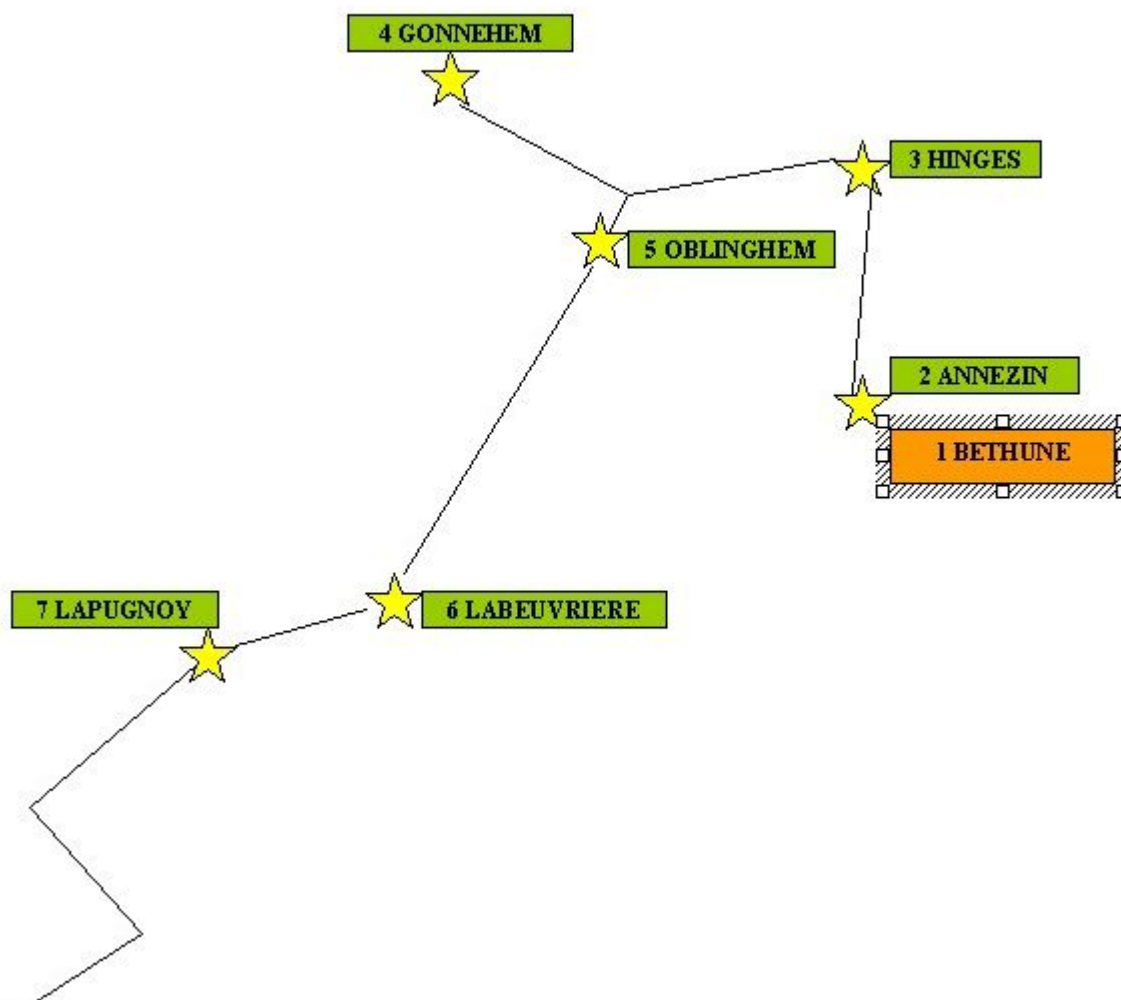 4 GONNEHEM
3 HINGES
5 OBLINGHEM
2 ANNEZIN
1 BETHUNE
7 LAPUGNOY
6 LABEUVRIERE